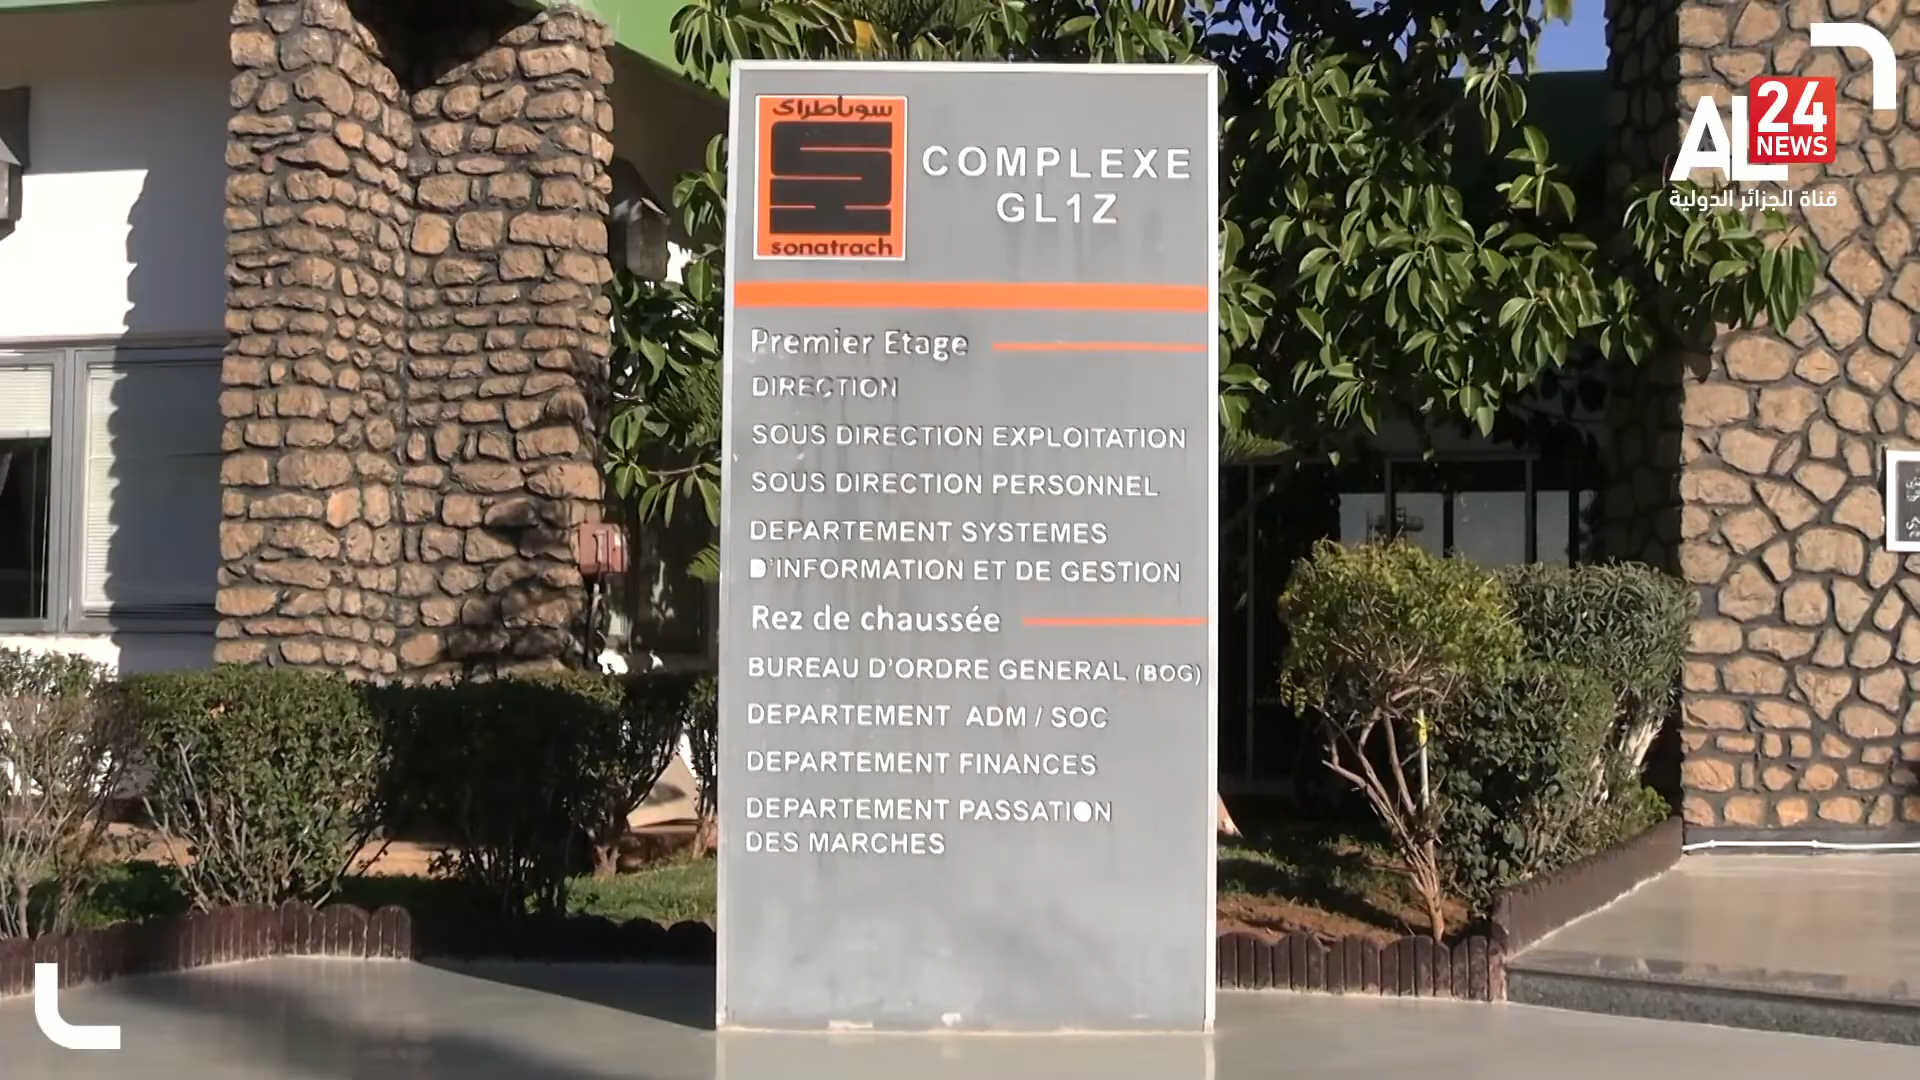 سوناطراك
sonatrach
COMPLEXE
GL1Z
Premier Etage
DIRECTION
SOUS DIRECTION EXPLOITATION
SOUS DIRECTION PERSONNEL
DEPARTEMENT SYSTEMES
D'INFORMATION ET DE GESTION
Rez de chaussée
BUREAU D'ORDRE GENERAL (BOG)
DEPARTEMENT ADM / SOC
DEPARTEMENT FINANCES
DEPARTEMENT PASSATION
DES MARCHES
AL
24
NEWS
قناة الجزائر الدولية